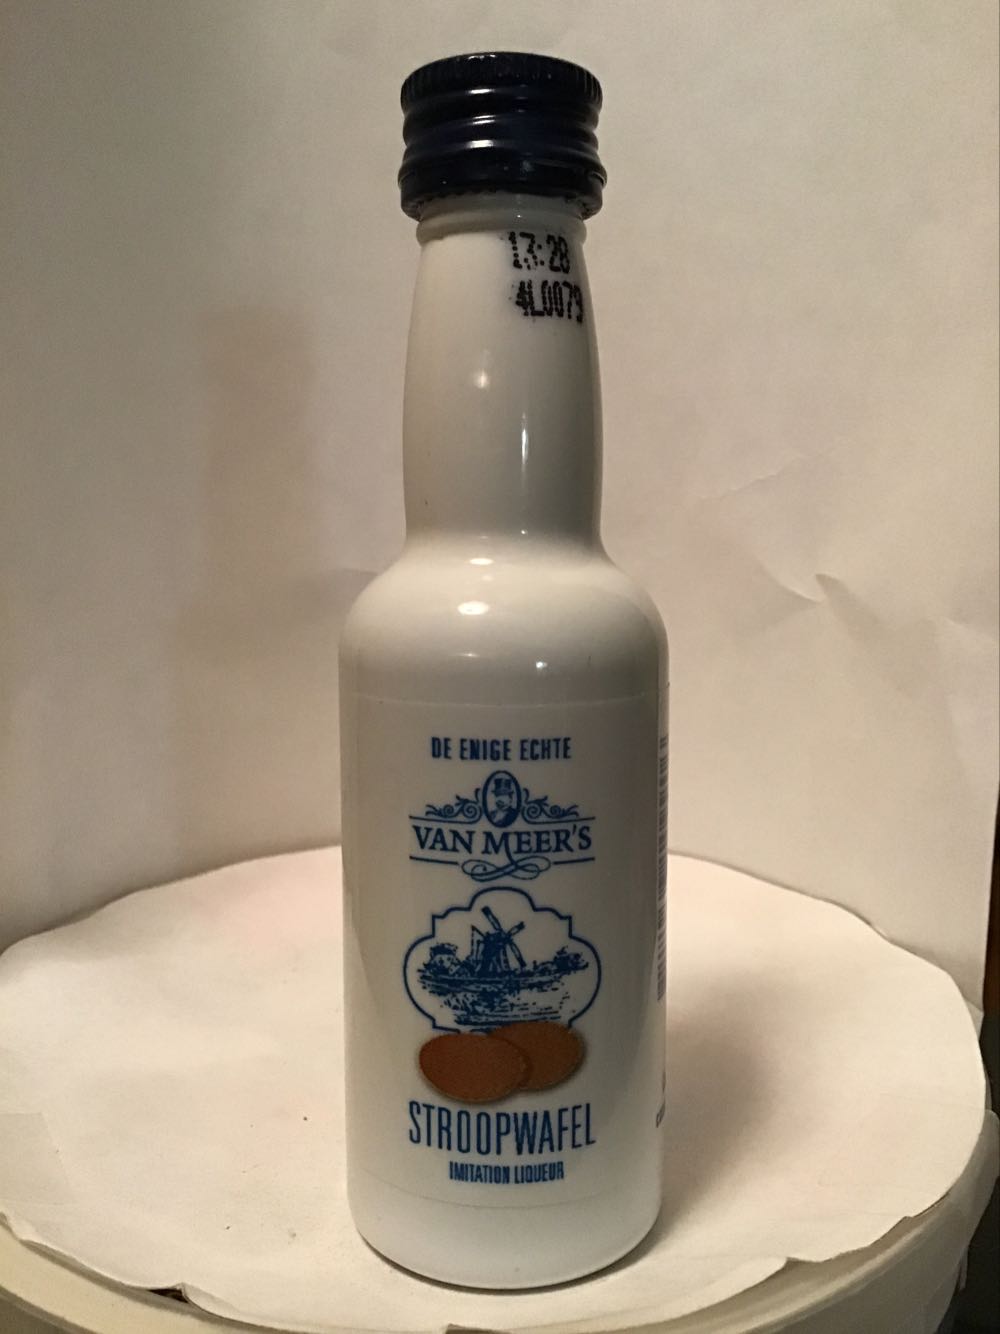 13:28
4L0079
DE ENIGE ECHTE
VAN MEER'S
STROOPWAFEL
IMITATION LIQUEUR